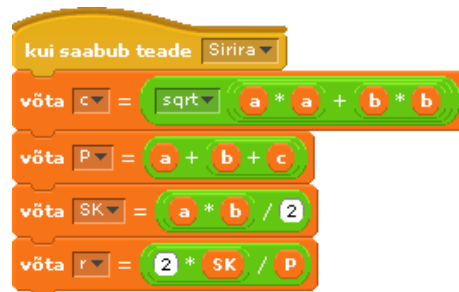 kui saabub teade Sirira
võta c = sqrt a * a + b * b
võta P = a + b + c
võta SK = a * b / 2
võta r = 2 * SK / P